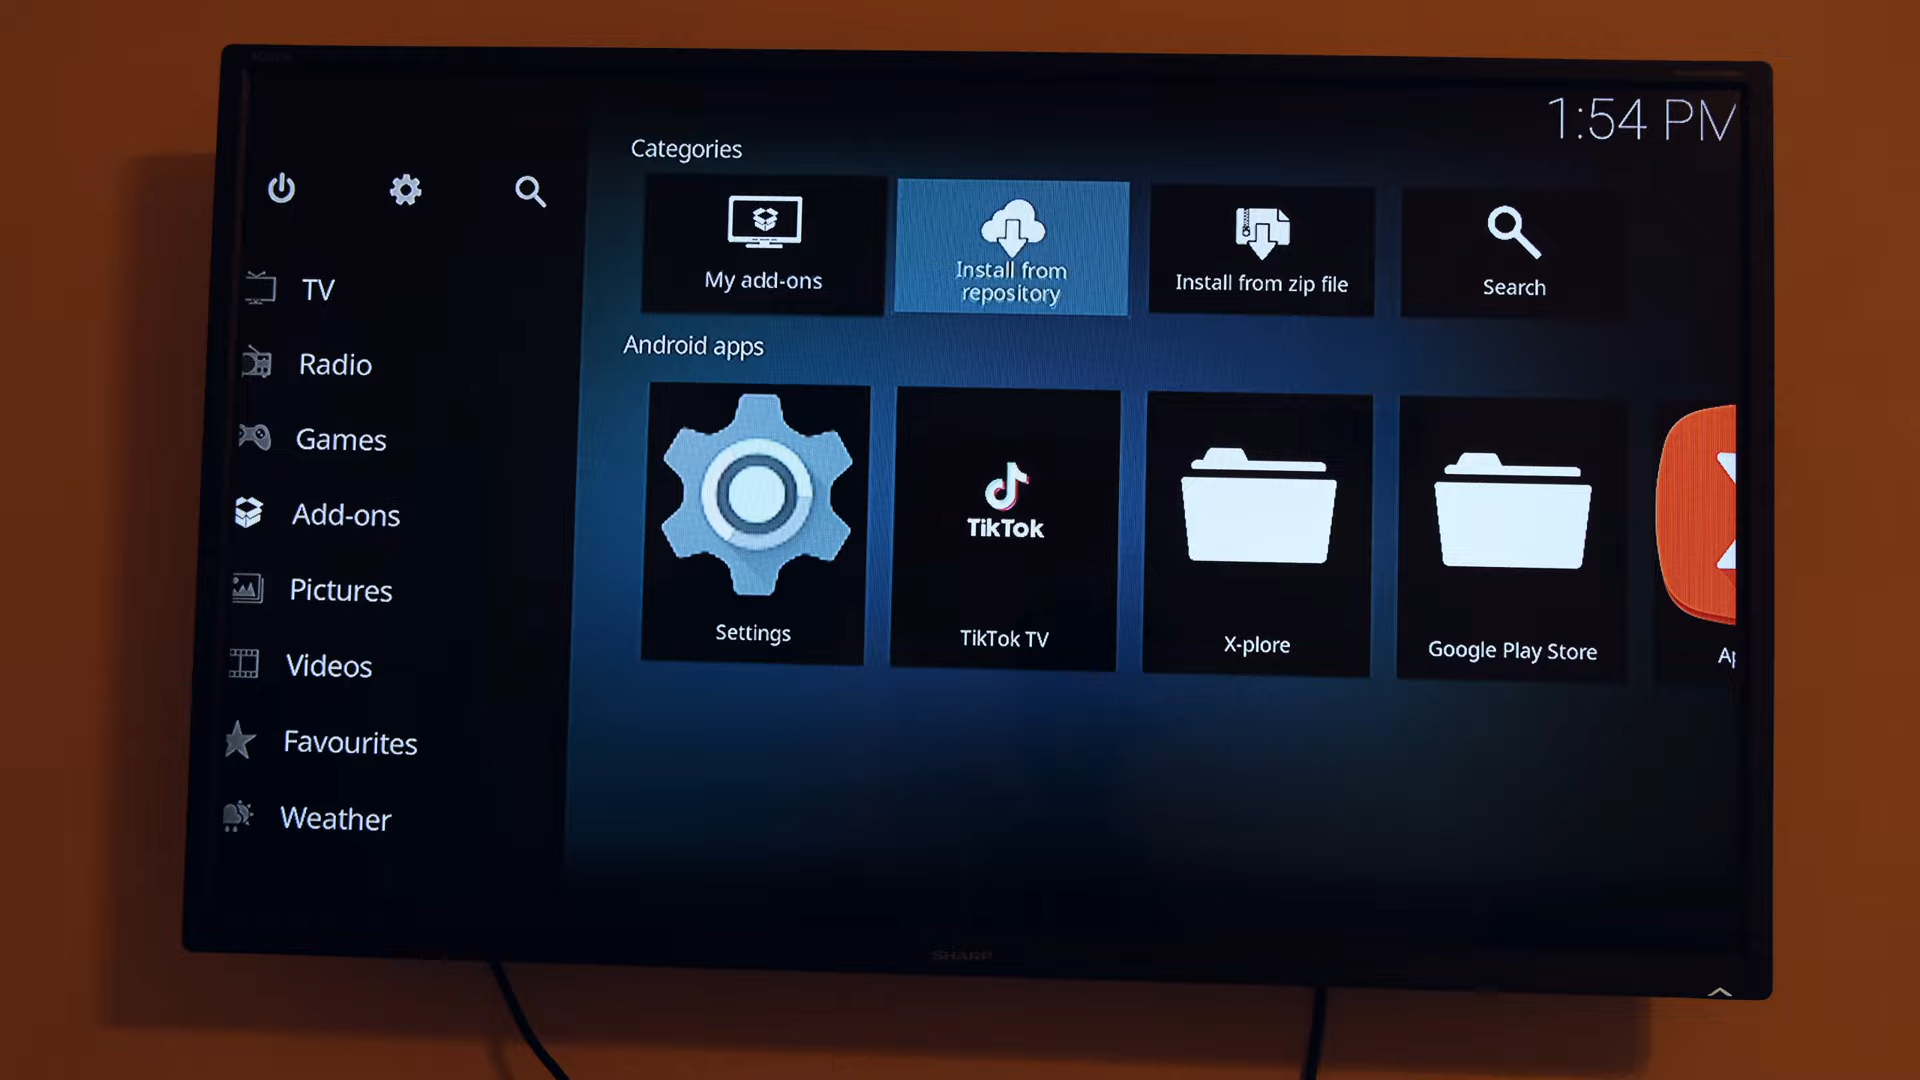 1:54 PM
Categories
My add-ons
Install from
repository
Install from zip file
Search
TV
Radio
Games
Add-ons
Pictures
Videos
Favourites
Weather
Android apps
TikTok
Settings
TikTok TV
X-plore
Google Play Store
SHARP